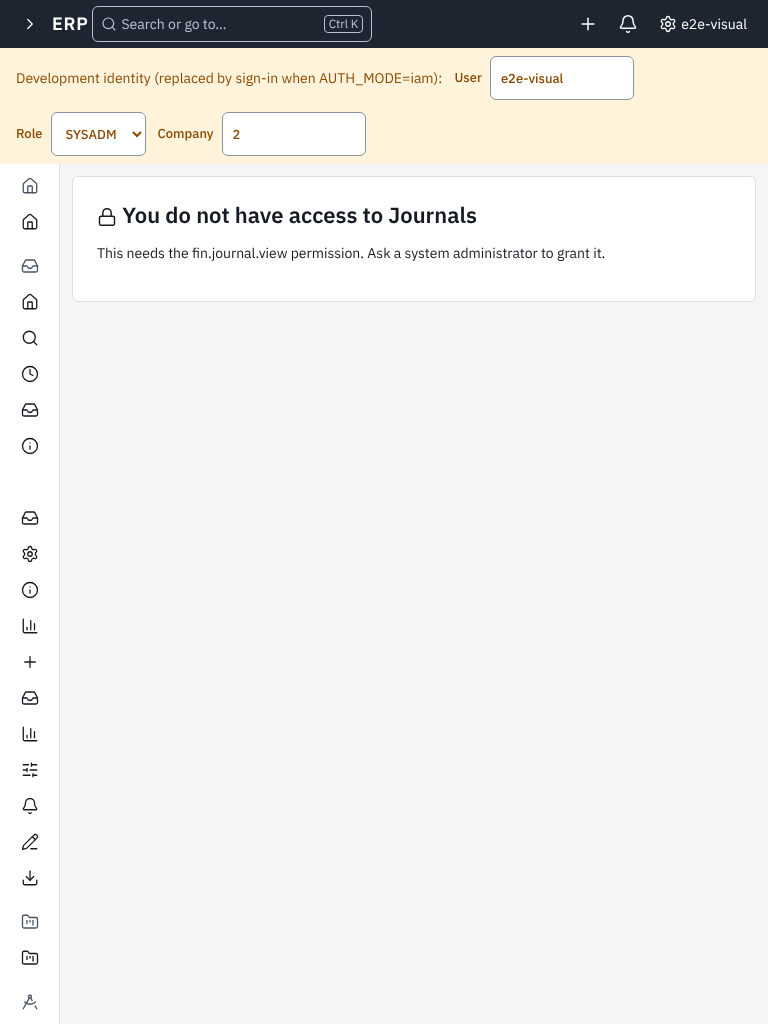 ERP Search or go to... Ctrl K e2e-visual
Development identity (replaced by sign-in when AUTH_MODE=iam): User e2e-visual
Role SYSADM Company 2
You do not have access to Journals
This needs the fin.journal.view permission. Ask a system administrator to grant it.